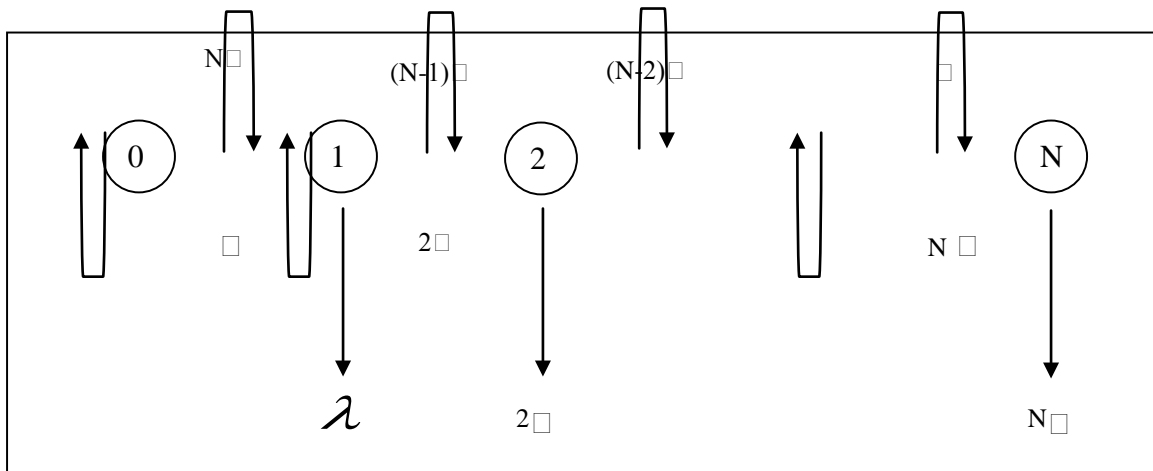 N□ (N-1)□ (N-2)□ □
0 1 2 N
□ 2□ N □
λ 2□ N□